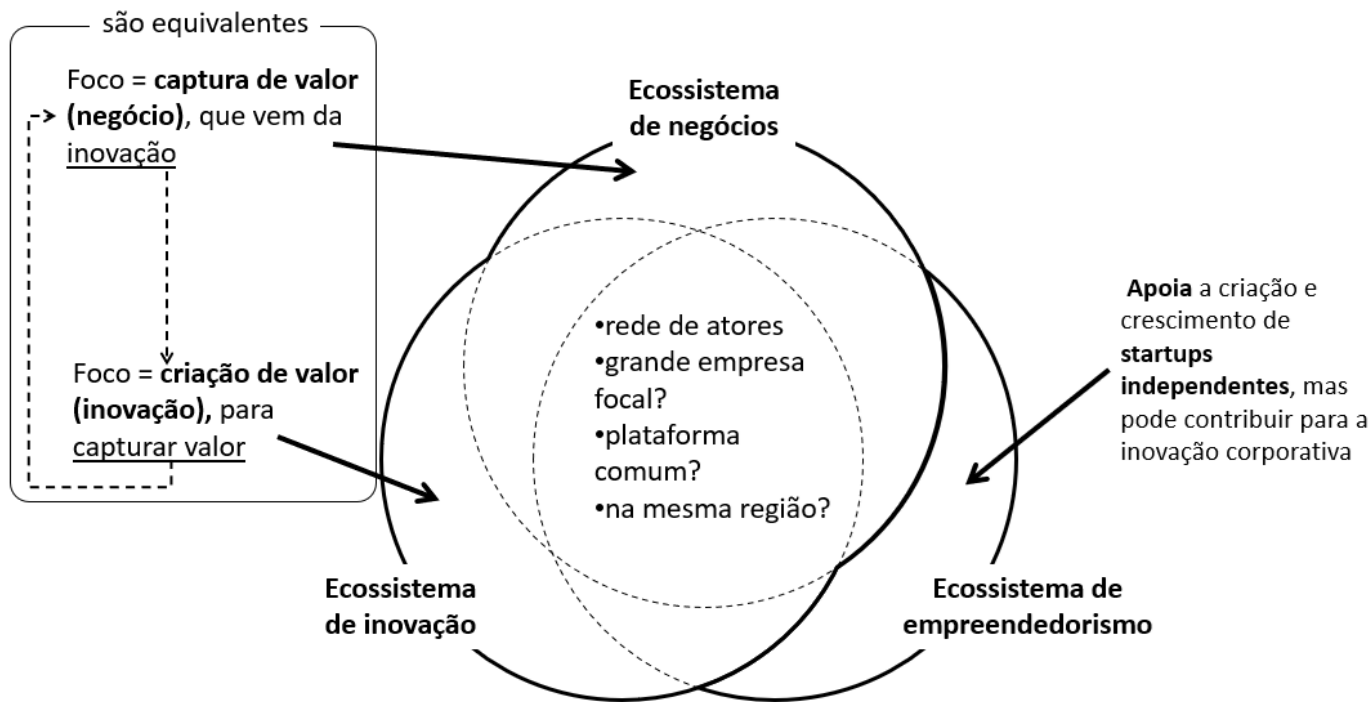 são equivalentes
Foco = captura de valor
(negócio), que vem da
inovação
Foco = criação de valor
(inovação), para
capturar valor
Ecossistema
de negócios
•rede de atores
•grande empresa
focal?
•plataforma
comum?
•na mesma região?
Apoia a criação e
crescimento de
startups
independentes, mas
pode contribuir para a
inovação corporativa
Ecossistema
de inovação
Ecossistema de
empreendedorismo